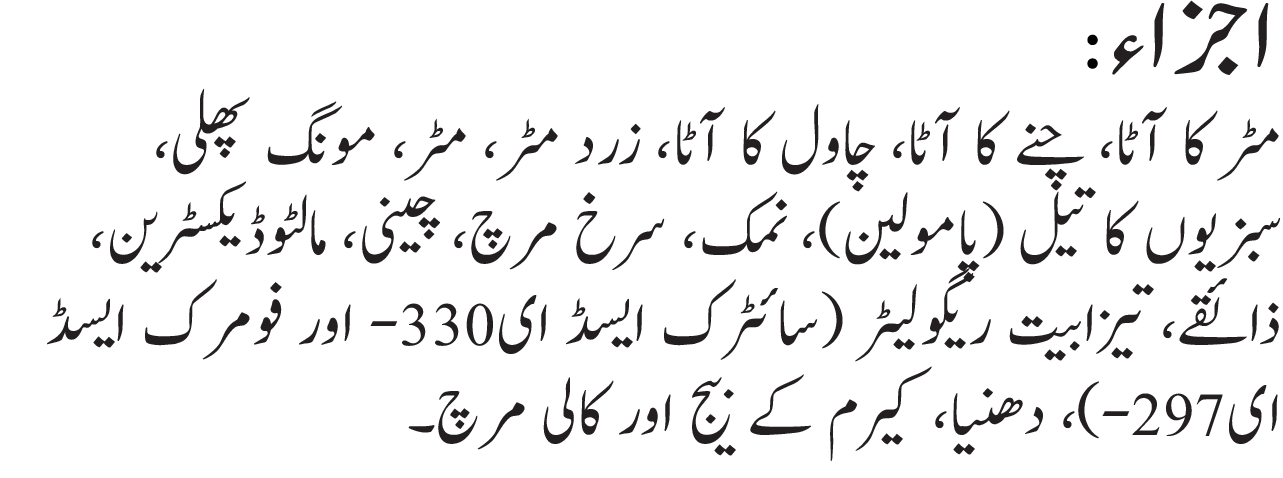 اجزاء:
مٹر کا آٹا، چنے کا آٹا، چاول کا آٹا، زرد مٹر، مٹر، مونگ پھلی،
سبزیوں کا تیل (پامولین)، نمک، سرخ مرچ، چینی، مالٹوڈیکسٹرین،
ذائقے، تیزابیت ریگولیٹر (سائٹرک ایسڈ ای330- اور فومرک ایسڈ
ای297-)، دھنیا، کیرم کے بیج اور کالی مرچ۔